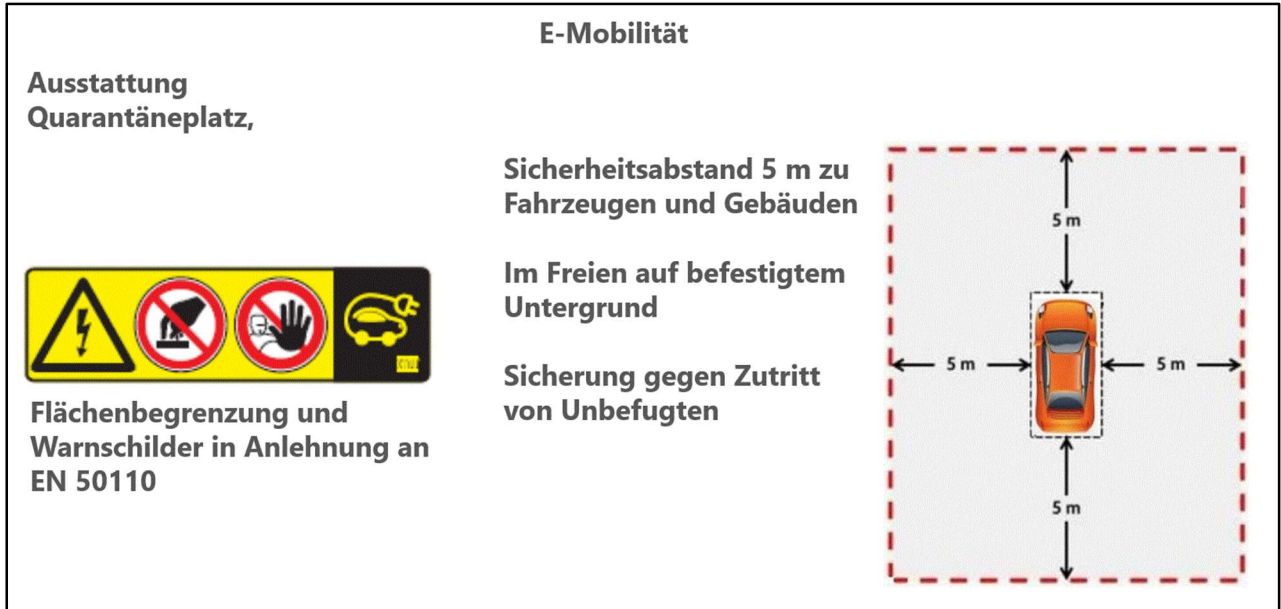 E-Mobilität
Ausstattung
Quarantäneplatz,
Sicherheitsabstand 5 m zu
Fahrzeugen und Gebäuden
Im Freien auf befestigtem
Untergrund
Sicherung gegen Zutritt
von Unbefugten
Flächenbegrenzung und
Warnschilder in Anlehnung an
EN 50110
5 m
5 m
5 m
5 m